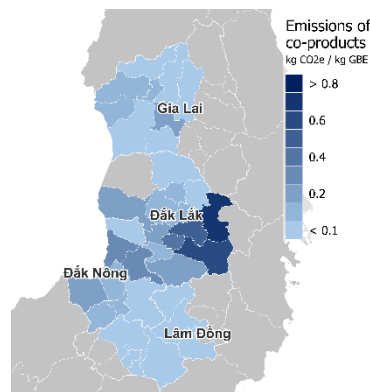 Emissions of
co-products
kg CO2e / kg GBE
> 0.8
0.6
0.4
0.2
< 0.1
Gia Lai
Đắk Lắk
Đắk Nông
Lâm Đồng